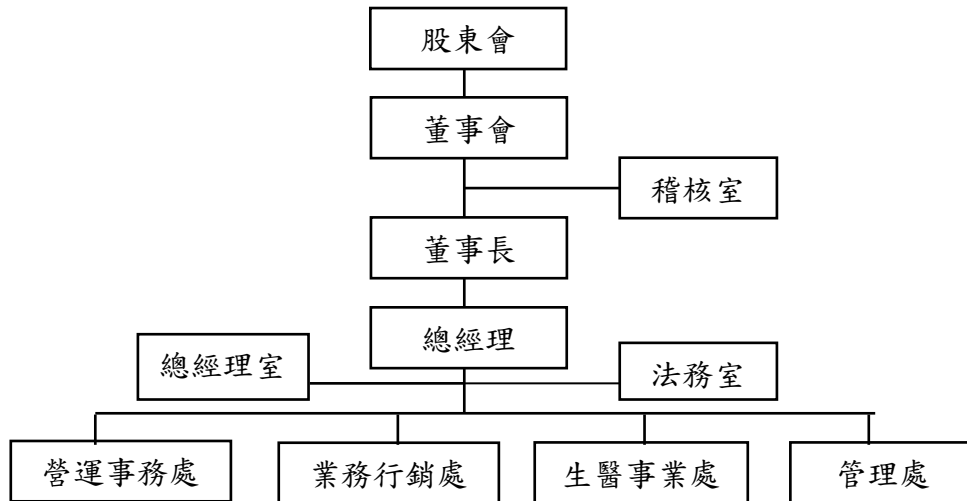 股東會
董事會
稽核室
董事長
總經理
總經理室
法務室
營運事務處
業務行銷處
生醫事業處
管理處